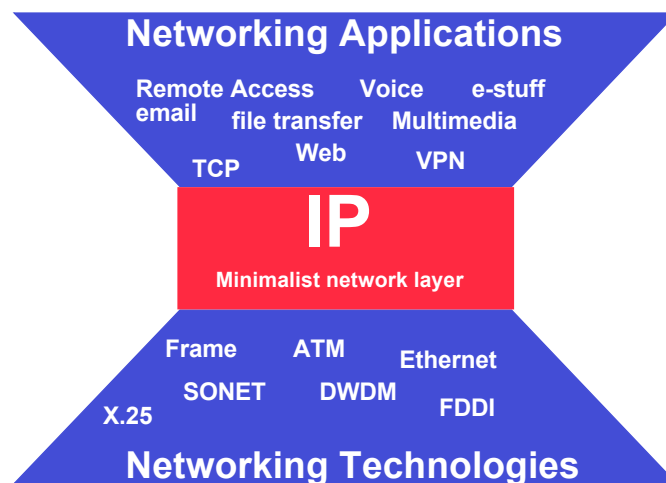 Networking Applications
Remote Access Voice e-stuff
email file transfer Multimedia
Web
TCP VPN
IP
Minimalist network layer
Frame ATM Ethernet
SONET DWDM
X.25 FDDI
Networking Technologies